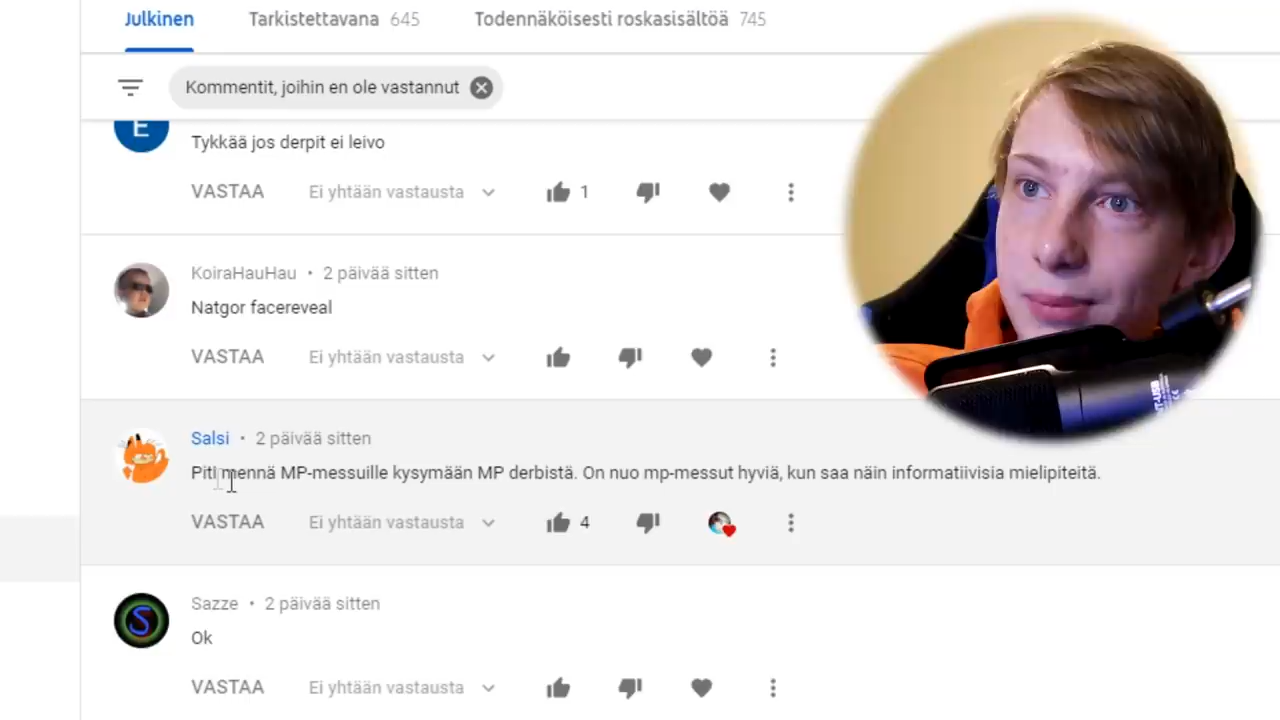 Julkinen
Tarkistettavana 645
Todennäköisesti roskasisältöä 745
Kommentit, joihin en ole vastannut
E
Tykkää jos derpit ei leivo
VASTAA Ei yhtään vastausta 1
KoiraHauHau • 2 päivää sitten
Natgor facereveal
VASTAA Ei yhtään vastausta
Salsi • 2 päivää sitten
Piti mennä MP-messuille kysymään MP derbistä. On nuo mp-messut hyviä, kun saa näin informatiivisia mielipiteitä.
VASTAA Ei yhtään vastausta 4
Sazze • 2 päivää sitten
S
Ok
VASTAA Ei yhtään vastausta
NT-USB